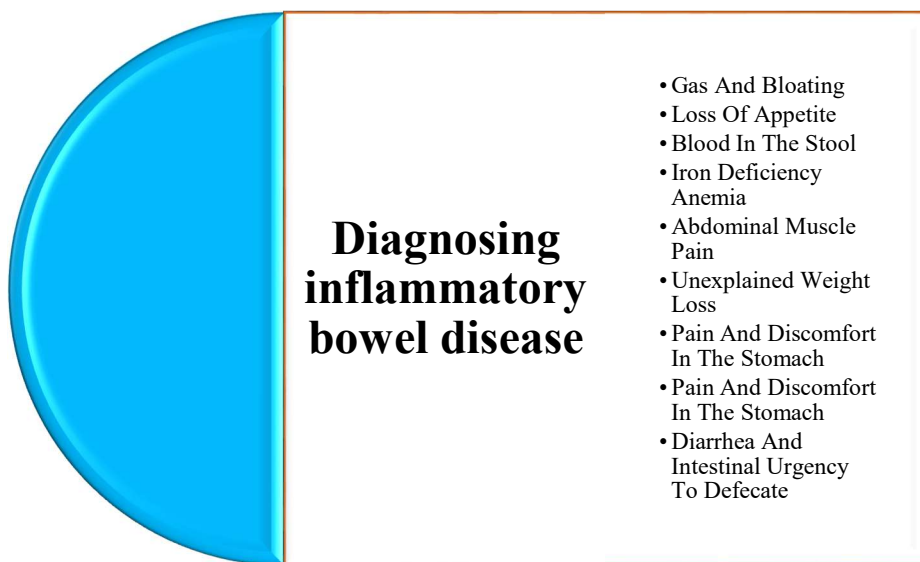 Diagnosing
inflammatory
bowel disease
• Gas And Bloating
• Loss Of Appetite
• Blood In The Stool
• Iron Deficiency
Anemia
• Abdominal Muscle
Pain
• Unexplained Weight
Loss
• Pain And Discomfort
In The Stomach
• Pain And Discomfort
In The Stomach
• Diarrhea And
Intestinal Urgency
To Defecate